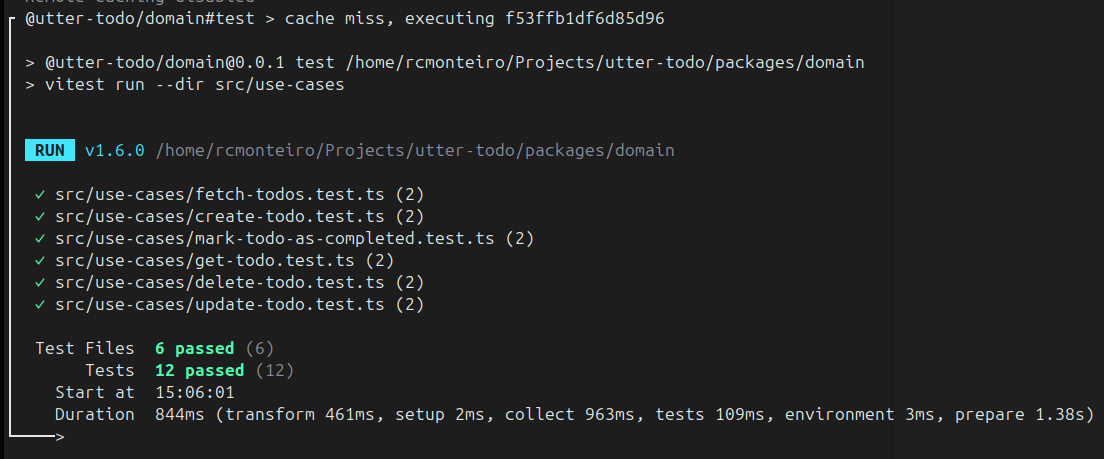 Remote caching disabled
@utter-todo/domain#test > cache miss, executing f53ffb1df6d85d96
> @utter-todo/domain@0.0.1 test /home/rcmonteiro/Projects/utter-todo/packages/domain
> vitest run --dir src/use-cases
RUN v1.6.0 /home/rcmonteiro/Projects/utter-todo/packages/domain
✓ src/use-cases/fetch-todos.test.ts (2)
✓ src/use-cases/create-todo.test.ts (2)
✓ src/use-cases/mark-todo-as-completed.test.ts (2)
✓ src/use-cases/get-todo.test.ts (2)
✓ src/use-cases/delete-todo.test.ts (2)
✓ src/use-cases/update-todo.test.ts (2)
Test Files 6 passed (6)
Tests 12 passed (12)
Start at 15:06:01
Duration 844ms (transform 461ms, setup 2ms, collect 963ms, tests 109ms, environment 3ms, prepare 1.38s)
>